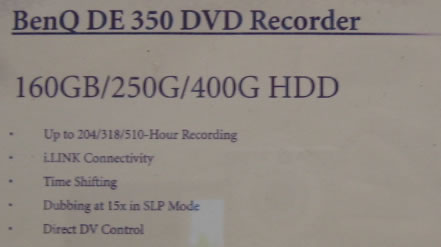 BenQ DE 350 DVD Recorder
160GB/250G/400G HDD
• Up to 204/318/510-Hour Recording
• i.LINK Connectivity
• Time Shifting
• Dubbing at 15x in SLP Mode
• Direct DV Control